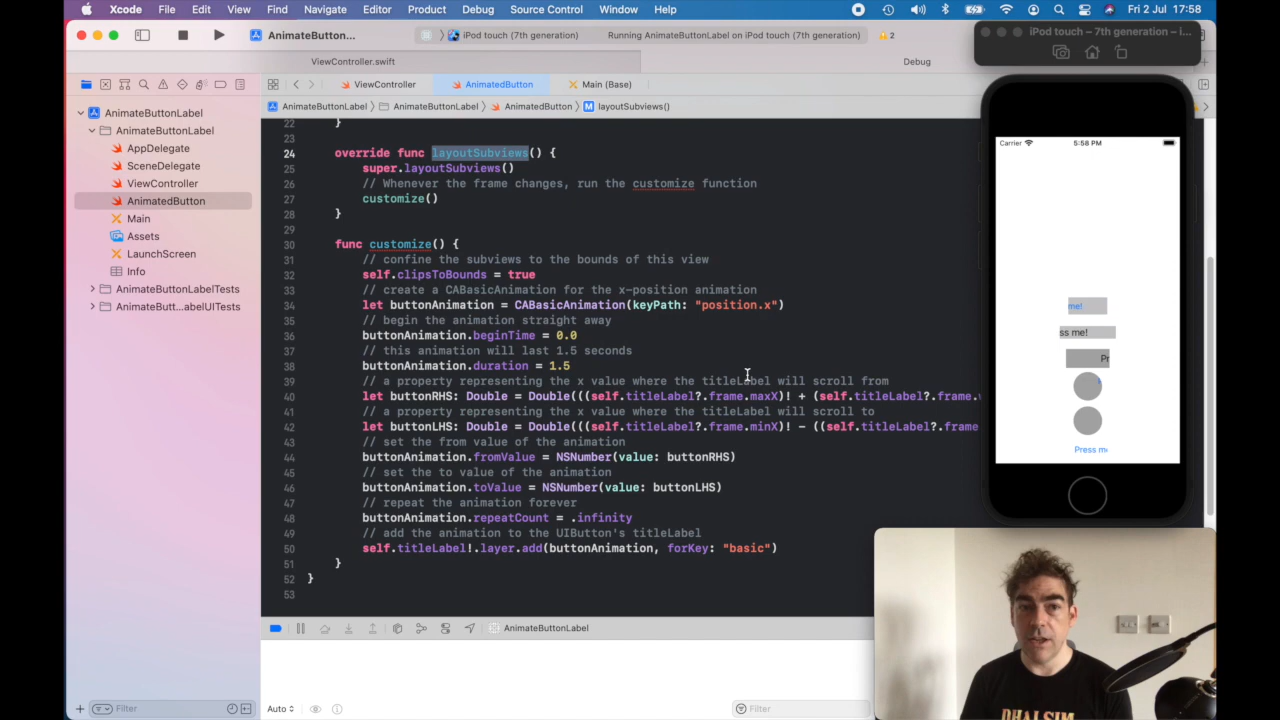 Xcode File Edit View Find Navigate Editor Product Debug Source Control Window Help Fri 2 Jul 17:58
AnimateButton... iPod touch (7th generation) Running AnimateButtonLabel on iPod touch (7th generation) 2
iPod touch – 7th generation – i...
ViewController.swift Debug
ViewController AnimatedButton Main (Base)
AnimateButtonLabel AnimateButtonLabel AnimatedButton M layoutSubviews()
AnimateButtonLabel
AnimateButtonLabel
AppDelegate
SceneDelegate
ViewController
AnimatedButton
Main
Assets
LaunchScreen
Info
AnimateButtonLabelTests
AnimateButt...abelUITests
Filter
22 }
23
24 override func layoutSubviews() {
25 super.layoutSubviews()
26 // Whenever the frame changes, run the customize function
27 customize()
28 }
29
30 func customize() {
31 // confine the subviews to the bounds of this view
32 self.clipsToBounds = true
33 // create a CABasicAnimation for the x-position animation
34 let buttonAnimation = CABasicAnimation(keyPath: "position.x")
35 // begin the animation straight away
36 buttonAnimation.beginTime = 0.0
37 // this animation will last 1.5 seconds
38 buttonAnimation.duration = 1.5
39 // a property representing the x value where the titleLabel will scroll from
40 let buttonRHS: Double = Double(((self.titleLabel?.frame.maxX)! + (self.titleLabel?.frame.
41 // a property representing the x value where the titleLabel will scroll to
42 let buttonLHS: Double = Double(((self.titleLabel?.frame.minX)! - ((self.titleLabel?.frame
43 // set the from value of the animation
44 buttonAnimation.fromValue = NSNumber(value: buttonRHS)
45 // set the to value of the animation
46 buttonAnimation.toValue = NSNumber(value: buttonLHS)
47 // repeat the animation forever
48 buttonAnimation.repeatCount = .infinity
49 // add the animation to the UIButton's titleLabel
50 self.titleLabel!.layer.add(buttonAnimation, forKey: "basic")
51 }
52 }
53
AnimateButtonLabel
Auto
Filter
Carrier 5:58 PM
me!
ss me!
Pr
Press m
DHALSIM